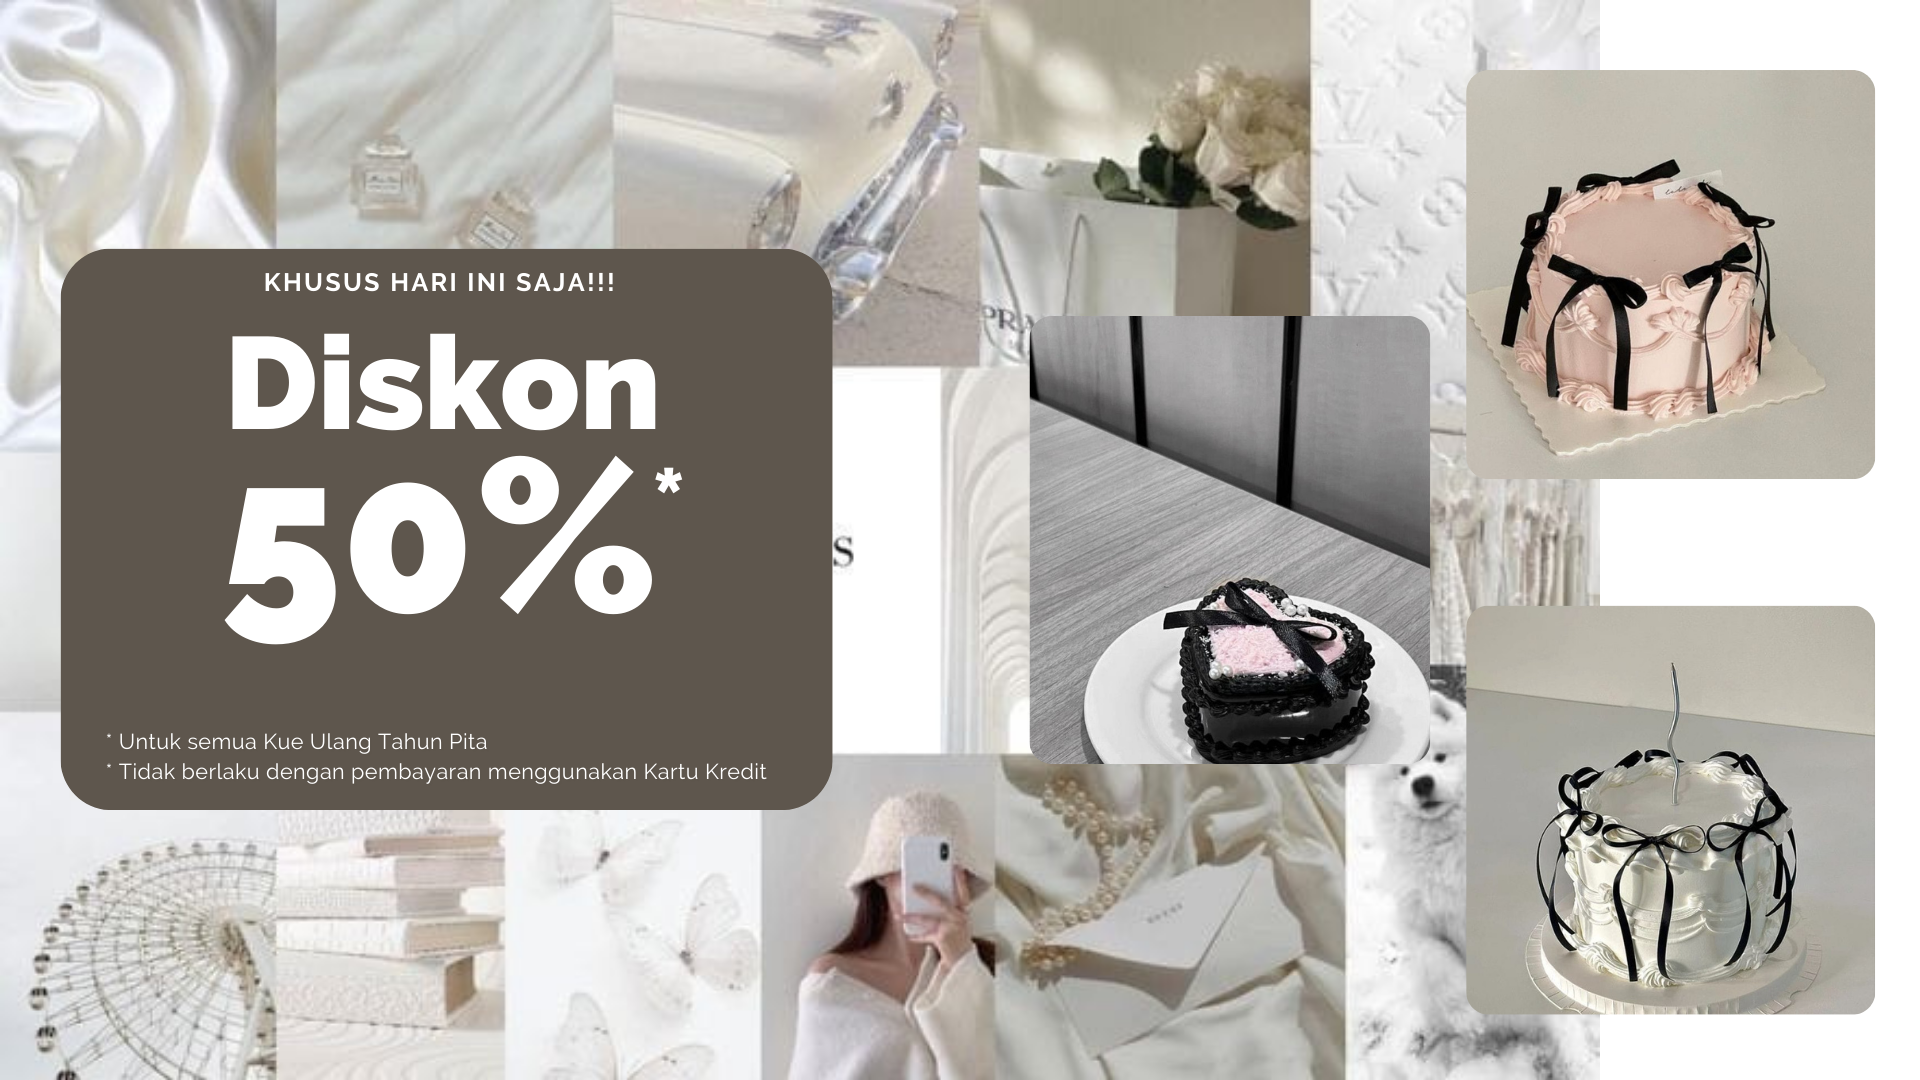 KHUSUS HARI INI SAJA!!!
Diskon
50%*
* Untuk semua Kue Ulang Tahun Pita
* Tidak berlaku dengan pembayaran menggunakan Kartu Kredit
PRA
S